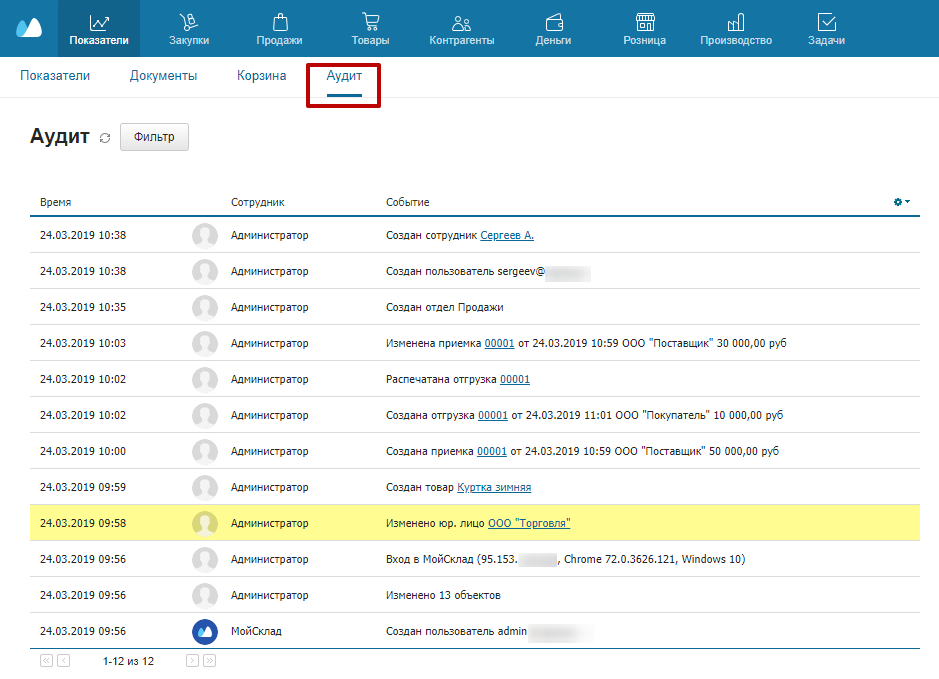 Показатели Закупки Продажи Товары Контрагенты Деньги Розница Производство Задачи
Показатели Документы Корзина Аудит
Аудит Фильтр
Время Сотрудник Событие
24.03.2019 10:38 Администратор Создан сотрудник Сергеев А.
24.03.2019 10:38 Администратор Создан пользователь sergeev@
24.03.2019 10:35 Администратор Создан отдел Продажи
24.03.2019 10:03 Администратор Изменена приемка 00001 от 24.03.2019 10:59 ООО "Поставщик" 30 000,00 руб
24.03.2019 10:02 Администратор Распечатана отгрузка 00001
24.03.2019 10:02 Администратор Создана отгрузка 00001 от 24.03.2019 11:01 ООО "Покупатель" 10 000,00 руб
24.03.2019 10:00 Администратор Создана приемка 00001 от 24.03.2019 10:59 ООО "Поставщик" 50 000,00 руб
24.03.2019 09:59 Администратор Создан товар Куртка зимняя
24.03.2019 09:58 Администратор Изменено юр. лицо ООО "Торговля"
24.03.2019 09:56 Администратор Вход в МойСклад (95.153. , Chrome 72.0.3626.121, Windows 10)
24.03.2019 09:56 Администратор Изменено 13 объектов
24.03.2019 09:56 МойСклад Создан пользователь admin
1-12 из 12